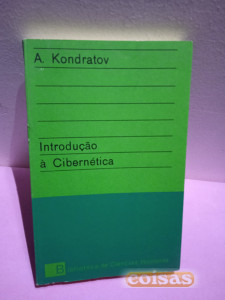 A. Kondratov
Introdução
à Cibernética
B
coisas